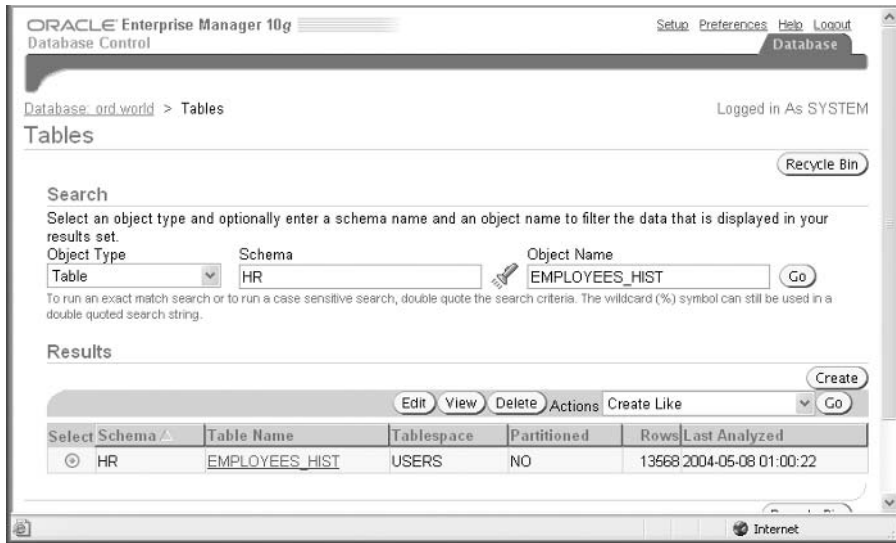 ORACLE Enterprise Manager 10g
Database Control
Setup Preferences Help Logout
Database
Database: ord.world > Tables
Logged in As SYSTEM
Tables
Recycle Bin
Search
Select an object type and optionally enter a schema name and an object name to filter the data that is displayed in your
results set.
Object Type Schema Object Name
Table HR EMPLOYEES_HIST Go
To run an exact match search or to run a case sensitive search, double quote the search criteria. The wildcard (%) symbol can still be used in a
double quoted search string.
Results
Create
Edit View Delete Actions Create Like Go
Select Schema Table Name Tablespace Partitioned Rows Last Analyzed
HR EMPLOYEES_HIST USERS NO 13568 2004-05-08 01:00:22
Internet